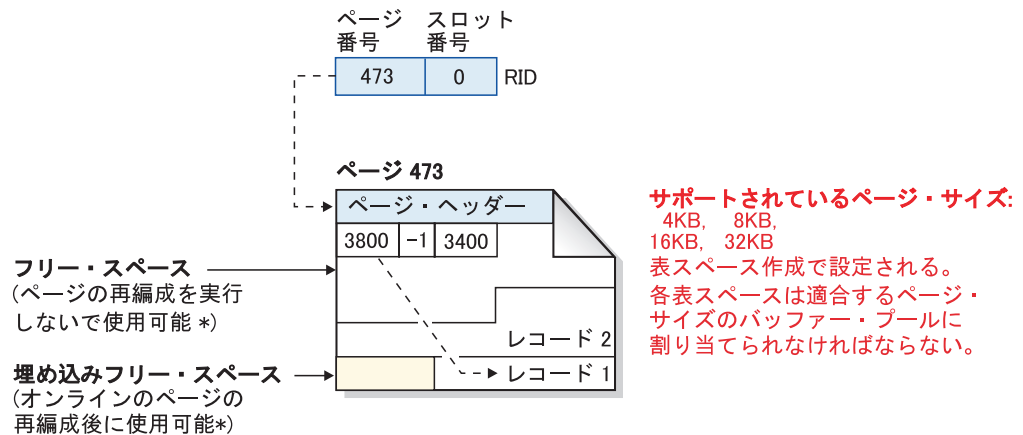 ページ スロット
番号 番号
473 0 RID
ページ 473
ページ・ヘッダー
3800 -1 3400
フリー・スペース
(ページの再編成を実行
しないで使用可能 *)
レコード 2
埋め込みフリー・スペース
(オンラインのページの
再編成後に使用可能*)
レコード 1
サポートされているページ・サイズ:
4KB, 8KB,
16KB, 32KB
表スペース作成で設定される。
各表スペースは適合するページ・
サイズのバッファー・プールに
割り当てられなければならない。